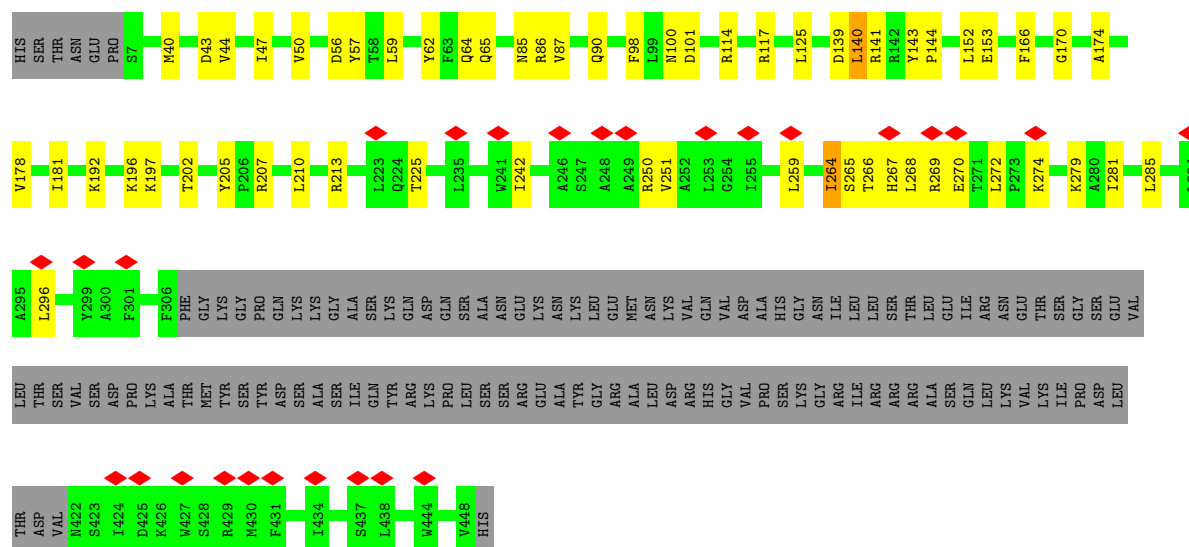 HIS SER THR ASN GLU PRO S7 M40 D43 V44 I47 V50 D56 Y57 T58 L59 Y62 F63 Q64 Q65 N85 R86 V87 Q90 F98 L99 N100 D101 R114 R117 L125 D139 L140 R141 R142 Y143 P144 L152 E153 F166 G170 A174
V178 I181 K192 K196 K197 T202 Y205 P206 R207 L210 R213 L223 Q224 T225 L235 W241 I242 A246 S247 A248 A249 R250 V251 A252 L253 G254 I255 L259 I264 S265 T266 H267 L268 R269 E270 T271 L272 P273 K274 K279 A280 I281 L285
A295 L296 Y299 A300 F301 F306 PHE GLY LYS GLY PRO GLN LYS LYS GLY ALA SER LYS GLN ASP GLN SER ALA ASN GLU LYS ASN LYS LEU GLU MET ASN LYS VAL GLN VAL ASP ALA HIS GLY ASN ILE LEU LEU SER THR LEU GLU ILE ARG ASN GLU THR SER GLY SER GLU VAL
LEU THR SER VAL SER ASP PRO LYS ALA THR MET TYR SER TYR ASP SER ALA SER ILE GLN TYR ARG LYS PRO LEU SER SER ARG GLU ALA TYR GLY ARG ALA LEU ASP ARG HIS GLY VAL PRO SER LYS GLY ARG ILE ARG ARG ARG ALA SER GLN LEU LYS VAL LYS ILE PRO ASP LEU
THR ASP VAL N422 S423 I424 D425 K426 W427 S428 R429 M430 F431 I434 S437 L438 W444 V448 HIS